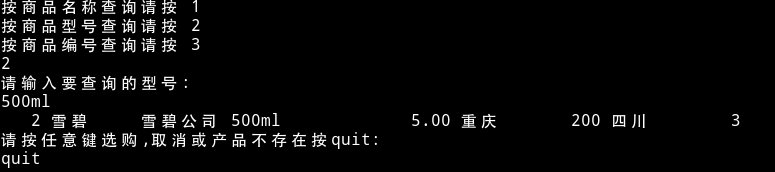 按商品名称查询请按 1
按商品型号查询请按 2
按商品编号查询请按 3
2
请输入要查询的型号:
500ml
2 雪碧 雪碧公司 500ml 5.00 重庆 200 四川 3
请按任意键选购,取消或产品不存在按quit:
quit